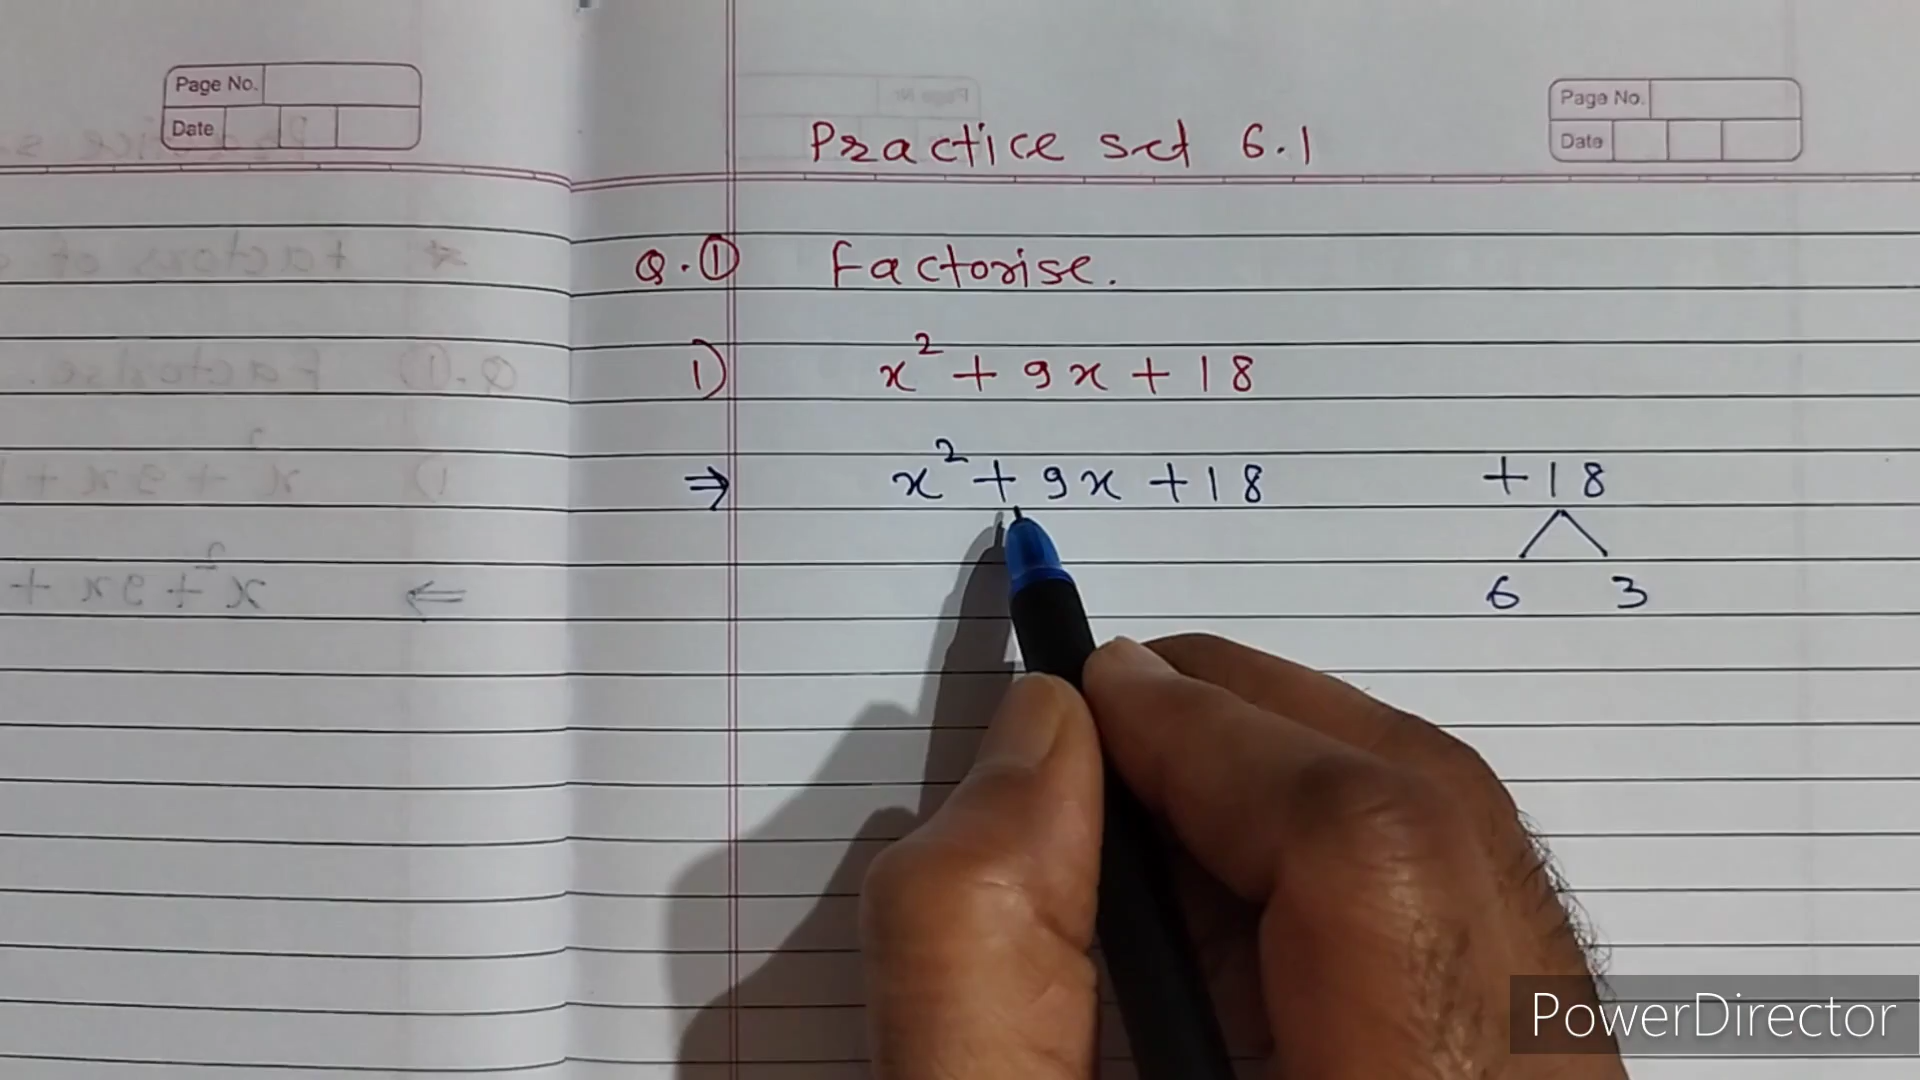 Page No.
Date
Page No.
Date
Practice set 6.1
Q.① Factorise.
1) x² + 9x + 18
⇒ x² + 9x + 18 +18
6 3
PowerDirector